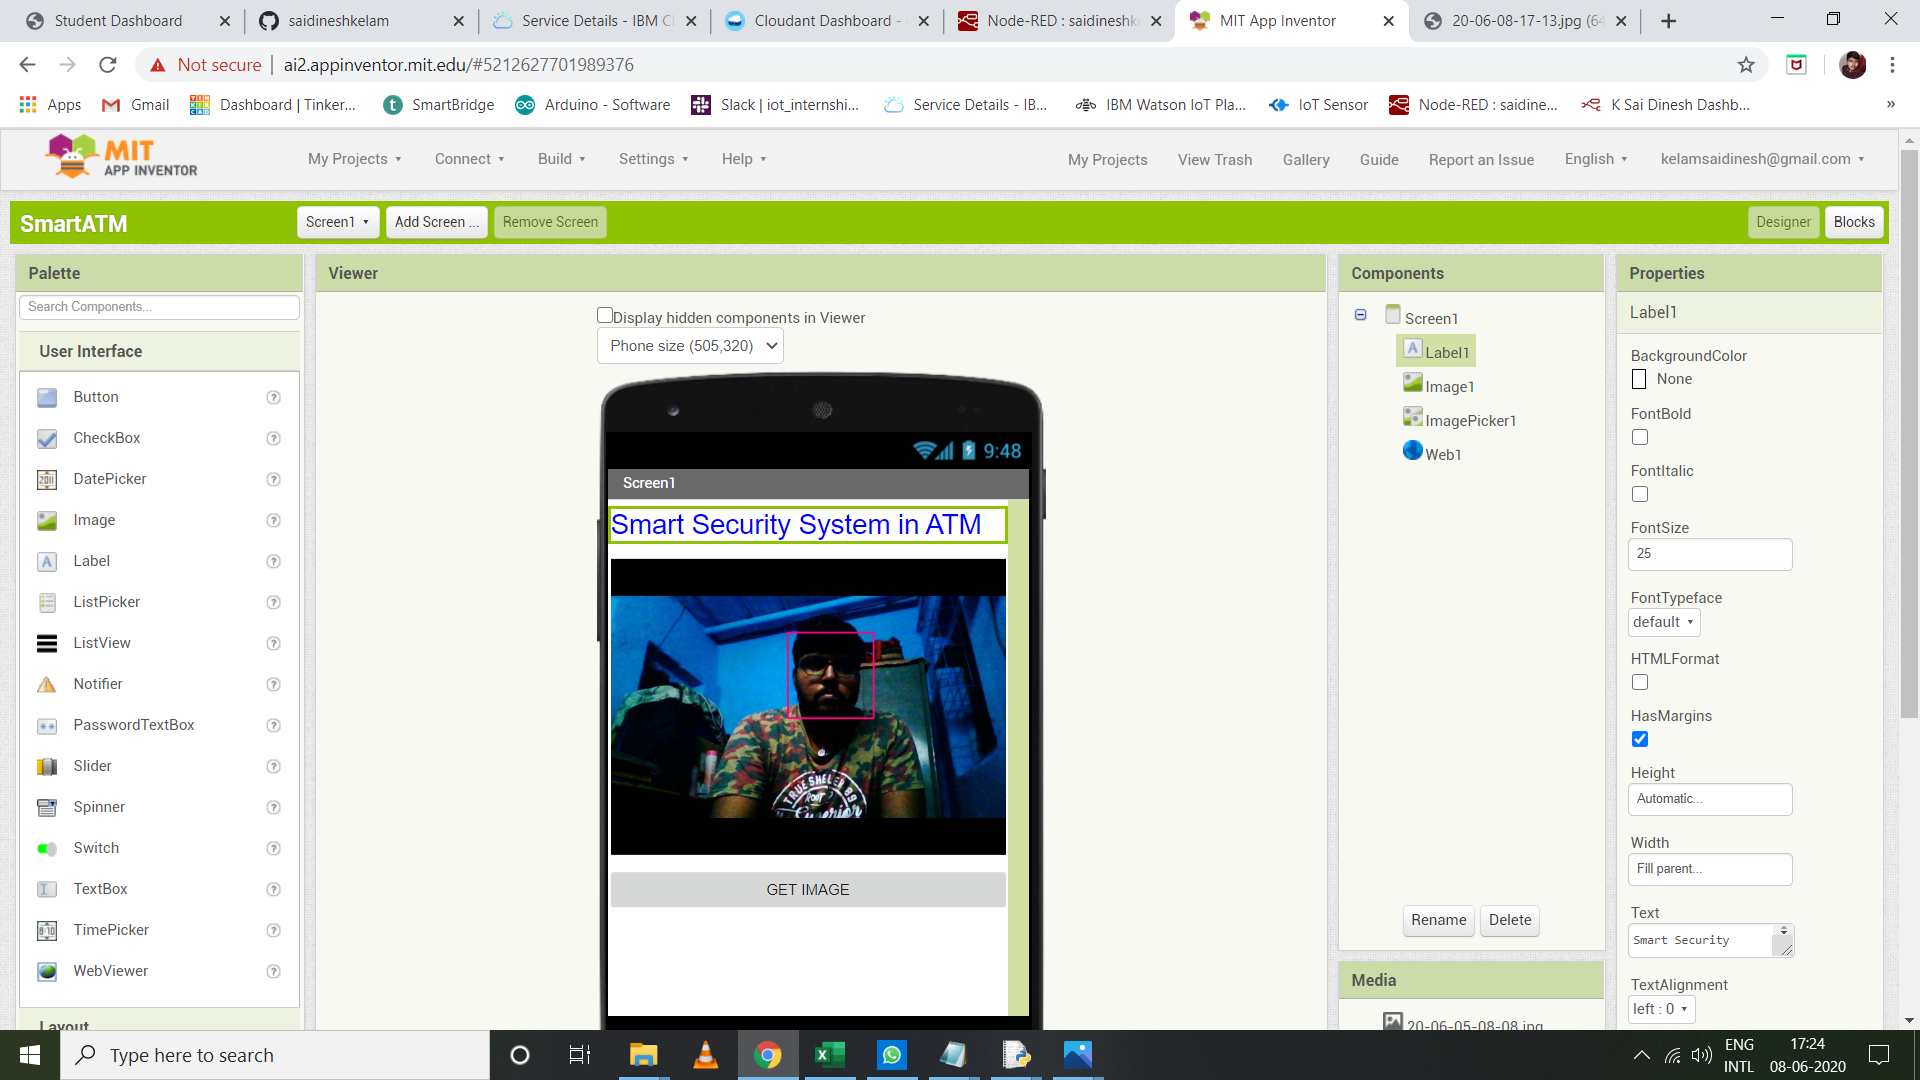 Student Dashboard
saidineshkelam
Service Details - IBM Cl
Cloudant Dashboard -
Node-RED : saidineshk
MIT App Inventor
20-06-08-17-13.jpg (64
Not secure
ai2.appinventor.mit.edu/#5212627701989376
Apps
Gmail
Dashboard | Tinker...
SmartBridge
Arduino - Software
Slack | iot_internshi...
Service Details - IB...
IBM Watson IoT Pla...
IoT Sensor
Node-RED : saidine...
K Sai Dinesh Dashb...
»
MIT
APP INVENTOR
My Projects
Connect
Build
Settings
Help
My Projects
View Trash
Gallery
Guide
Report an Issue
English
kelamsaidinesh@gmail.com
SmartATM
Screen1
Add Screen ...
Remove Screen
Designer
Blocks
Palette
Search Components...
User Interface
Button
CheckBox
DatePicker
Image
Label
ListPicker
ListView
Notifier
PasswordTextBox
Slider
Spinner
Switch
TextBox
TimePicker
WebViewer
Layout
Viewer
Display hidden components in Viewer
Phone size (505,320)
9:48
Screen1
Smart Security System in ATM
TRUE SHELTER 89
ROOT
Superior
GET IMAGE
Components
Screen1
Label1
Image1
ImagePicker1
Web1
Rename
Delete
Media
20-06-05-08-08.jpg
Properties
Label1
BackgroundColor
None
FontBold
FontItalic
FontSize
25
FontTypeface
default
HTMLFormat
HasMargins
Height
Automatic...
Width
Fill parent...
Text
Smart Security
TextAlignment
left : 0
Type here to search
ENG
INTL
17:24
08-06-2020